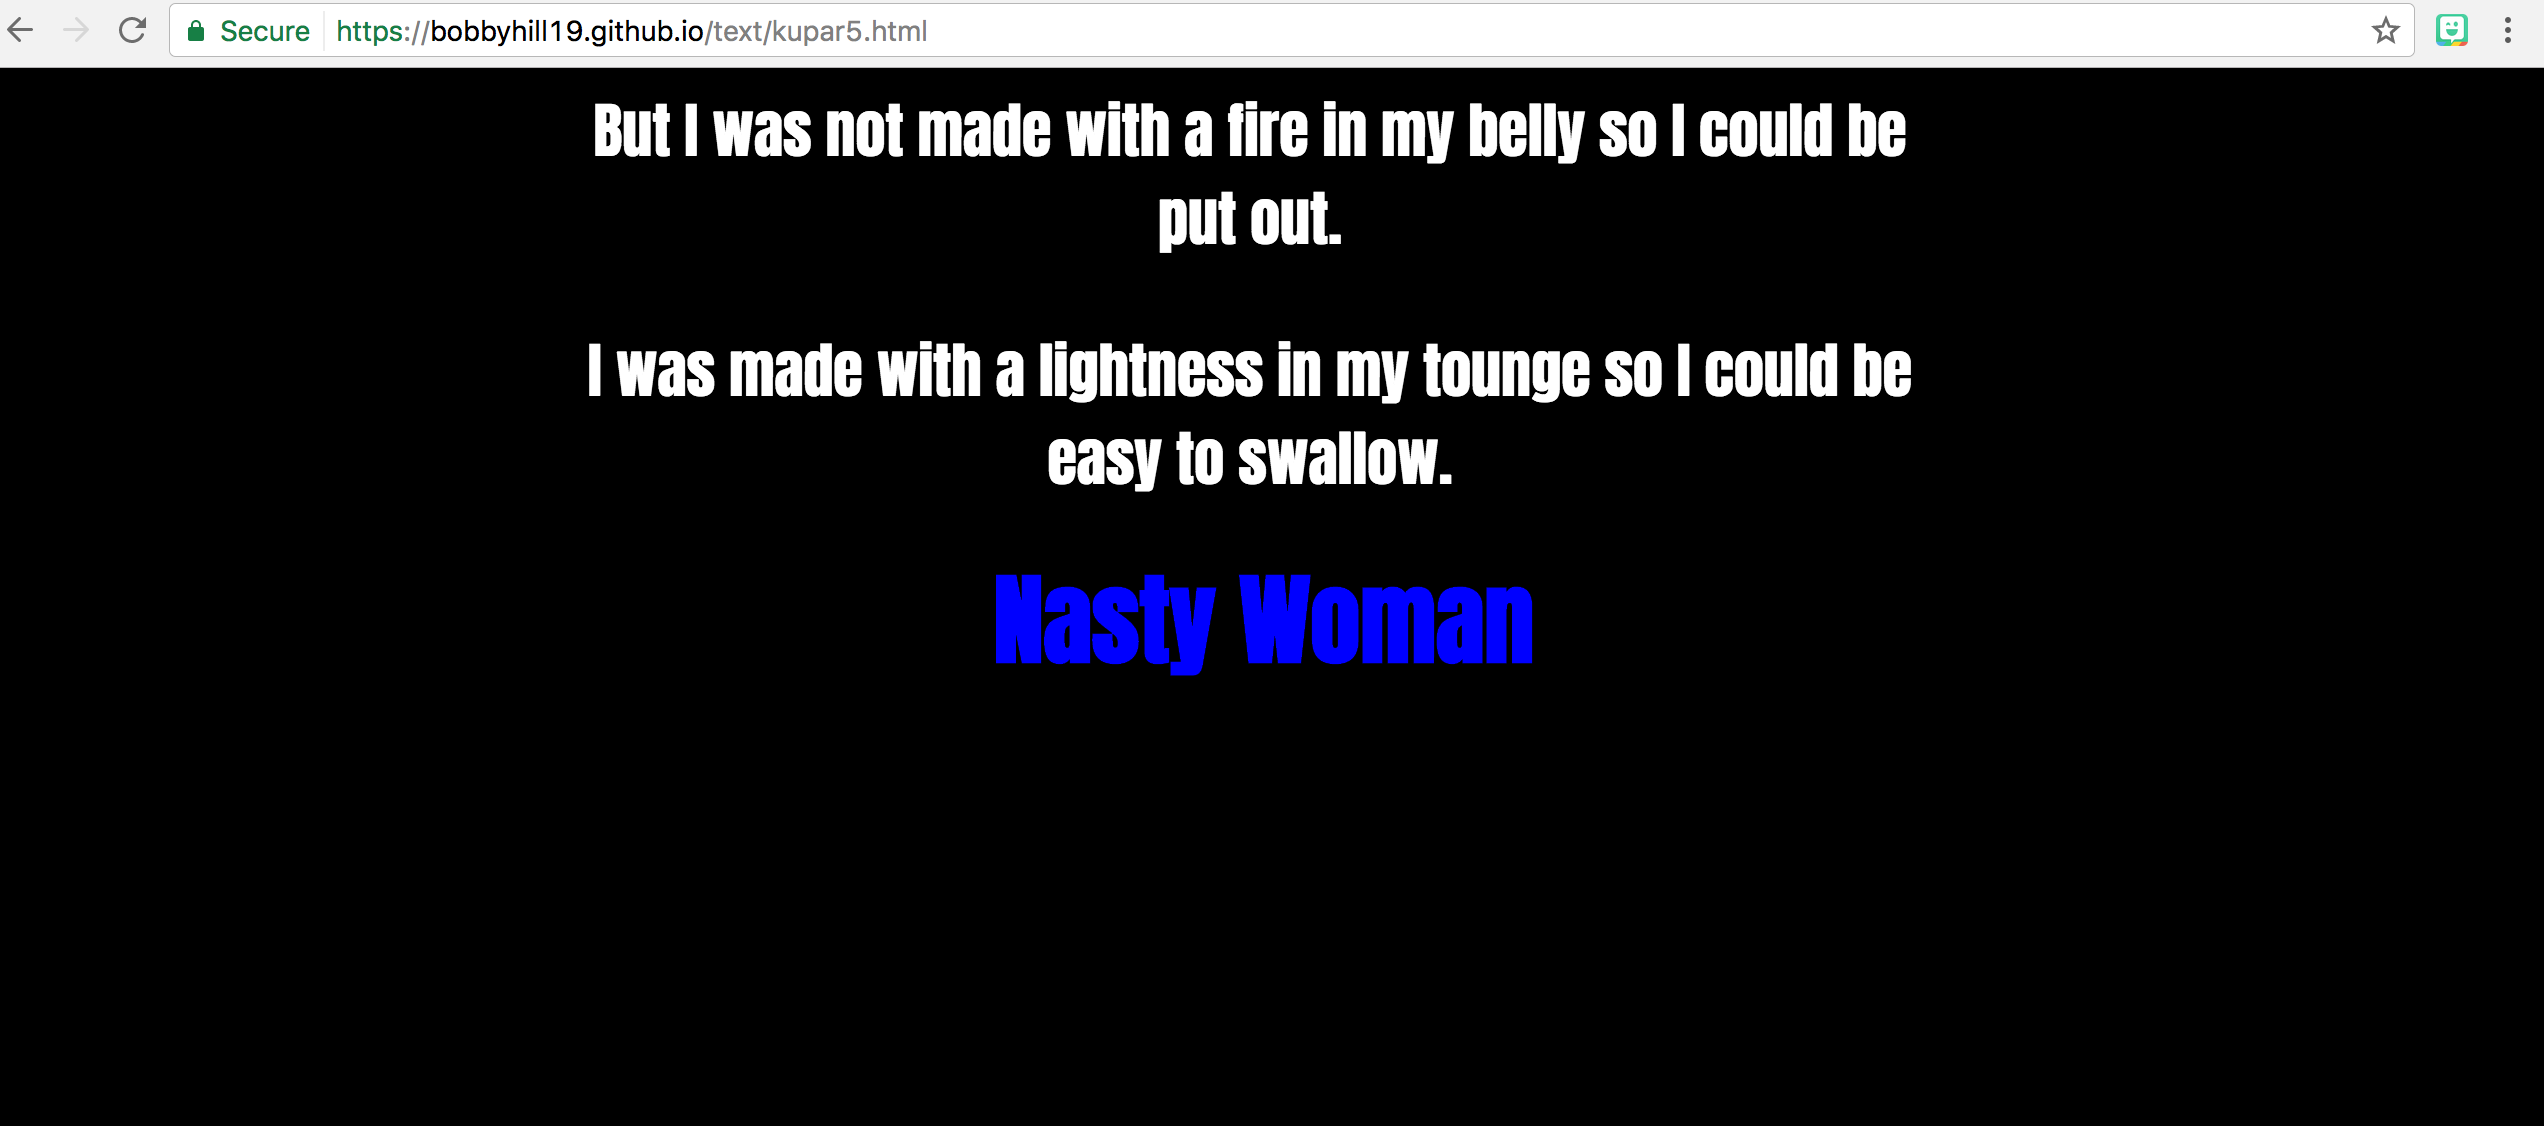 Secure https://bobbyhill19.github.io/text/kupar5.html
But I was not made with a fire in my belly so I could be
put out.
I was made with a lightness in my tounge so I could be
easy to swallow.
Nasty Woman